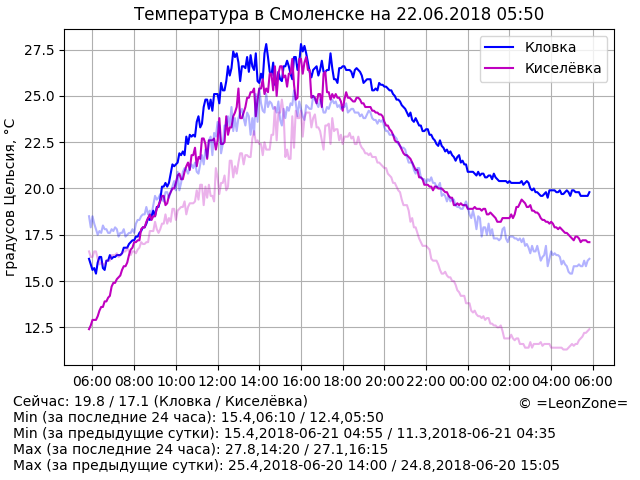 Температура в Смоленске на 22.06.2018 05:50
Кловка
Киселёвка
градусов Цельсия, °C
27.5
25.0
22.5
20.0
17.5
15.0
12.5
06:00 08:00 10:00 12:00 14:00 16:00 18:00 20:00 22:00 00:00 02:00 04:00 06:00
Сейчас: 19.8 / 17.1 (Кловка / Киселёвка)
© =LeonZone=
Min (за последние 24 часа): 15.4,06:10 / 12.4,05:50
Min (за предыдущие сутки): 15.4,2018-06-21 04:55 / 11.3,2018-06-21 04:35
Max (за последние 24 часа): 27.8,14:20 / 27.1,16:15
Max (за предыдущие сутки): 25.4,2018-06-20 14:00 / 24.8,2018-06-20 15:05